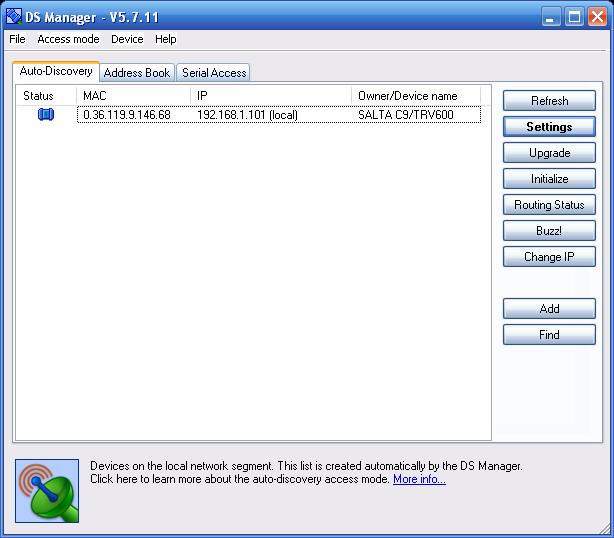 DS Manager - V5.7.11
File Access mode Device Help
Auto-Discovery Address Book Serial Access
Status MAC IP Owner/Device name
0.36.119.9.146.68 192.168.1.101 (local) SALTA C9/TRV600
Refresh
Settings
Upgrade
Initialize
Routing Status
Buzz!
Change IP
Add
Find
Devices on the local network segment. This list is created automatically by the DS Manager.
Click here to learn more about the auto-discovery access mode. More info...